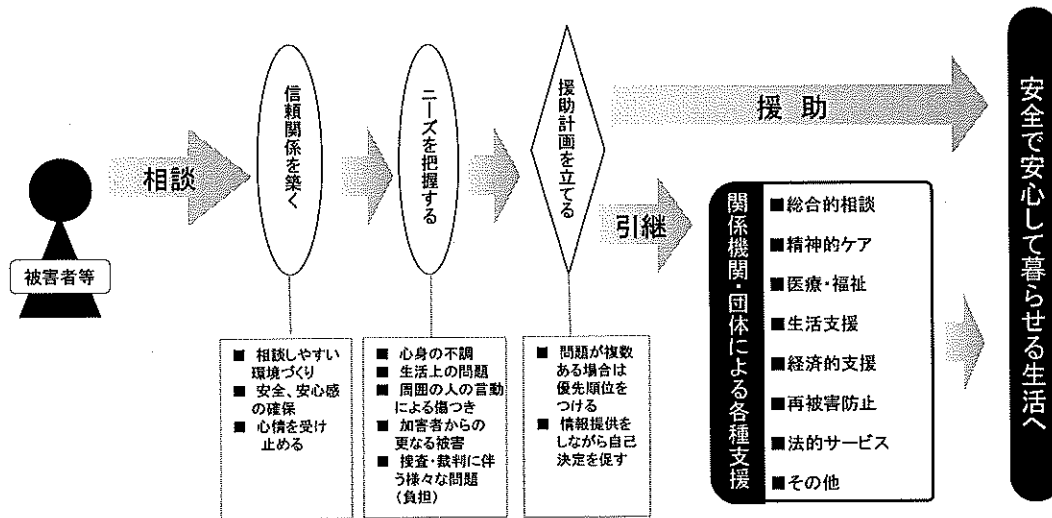 被害者等
相談
信頼関係を築く
ニーズを把握する
援助計画を立てる
援 助
引継
関係機関・団体による各種支援
■総合的相談
■精神的ケア
■医療・福祉
■生活支援
■経済的支援
■再被害防止
■法的サービス
■その他
安全で安心して暮らせる生活へ
■ 相談しやすい
環境づくり
■ 安全、安心感
の確保
■ 心情を受け
止める
■ 心身の不調
■ 生活上の問題
■ 周囲の人の言動
による傷つき
■ 加害者からの
更なる被害
■ 捜査・裁判に伴
う様々な問題
(負担)
■ 問題が複数
ある場合は
優先順位を
つける
■ 情報提供を
しながら自己
決定を促す